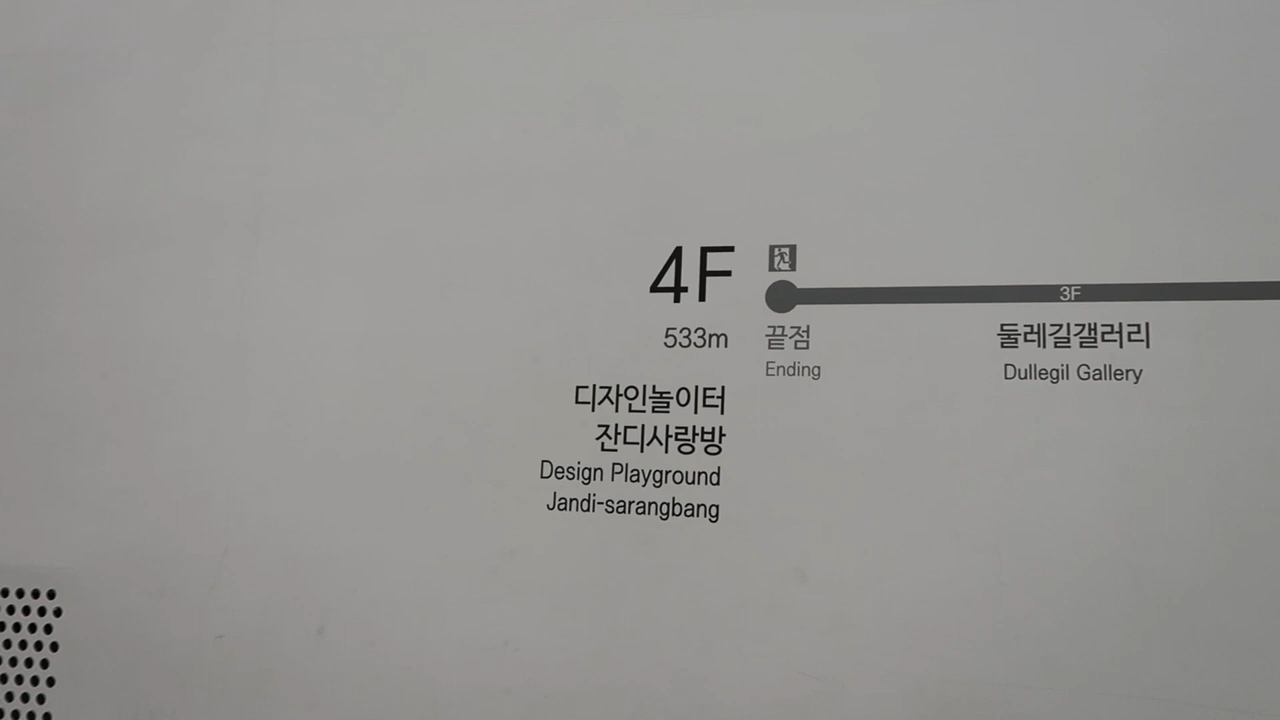 4F
533m
디자인놀이터
잔디사랑방
Design Playground
Jandi-sarangbang
끝점
Ending
3F
둘레길갤러리
Dullegil Gallery